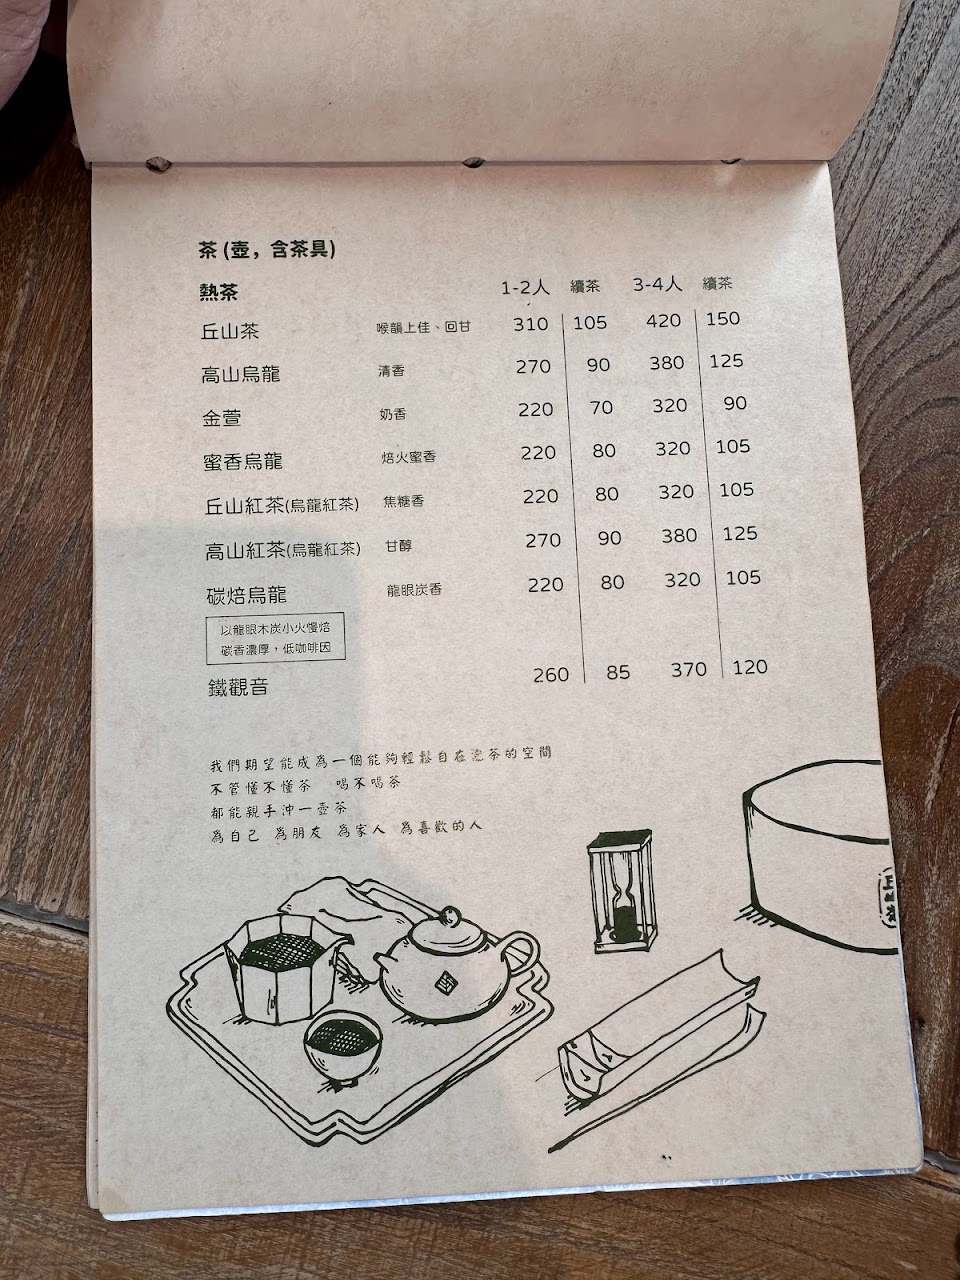 茶 (壺，含茶具)
熱茶 1-2人 續茶 3-4人 續茶
丘山茶 喉韻上佳、回甘 310 105 420 150
高山烏龍 清香 270 90 380 125
金萱 奶香 220 70 320 90
蜜香烏龍 焙火蜜香 220 80 320 105
丘山紅茶(烏龍紅茶) 焦糖香 220 80 320 105
高山紅茶(烏龍紅茶) 甘醇 270 90 380 125
碳焙烏龍 龍眼炭香 220 80 320 105
以龍眼木炭小火慢焙
碳香濃厚，低咖啡因
鐵觀音 260 85 370 120
我們期望能成為一個能夠輕鬆自在泡茶的空間
不管懂不懂茶 喝不喝茶
都能親手沖一壺茶
為自己 為朋友 為家人 為喜歡的人